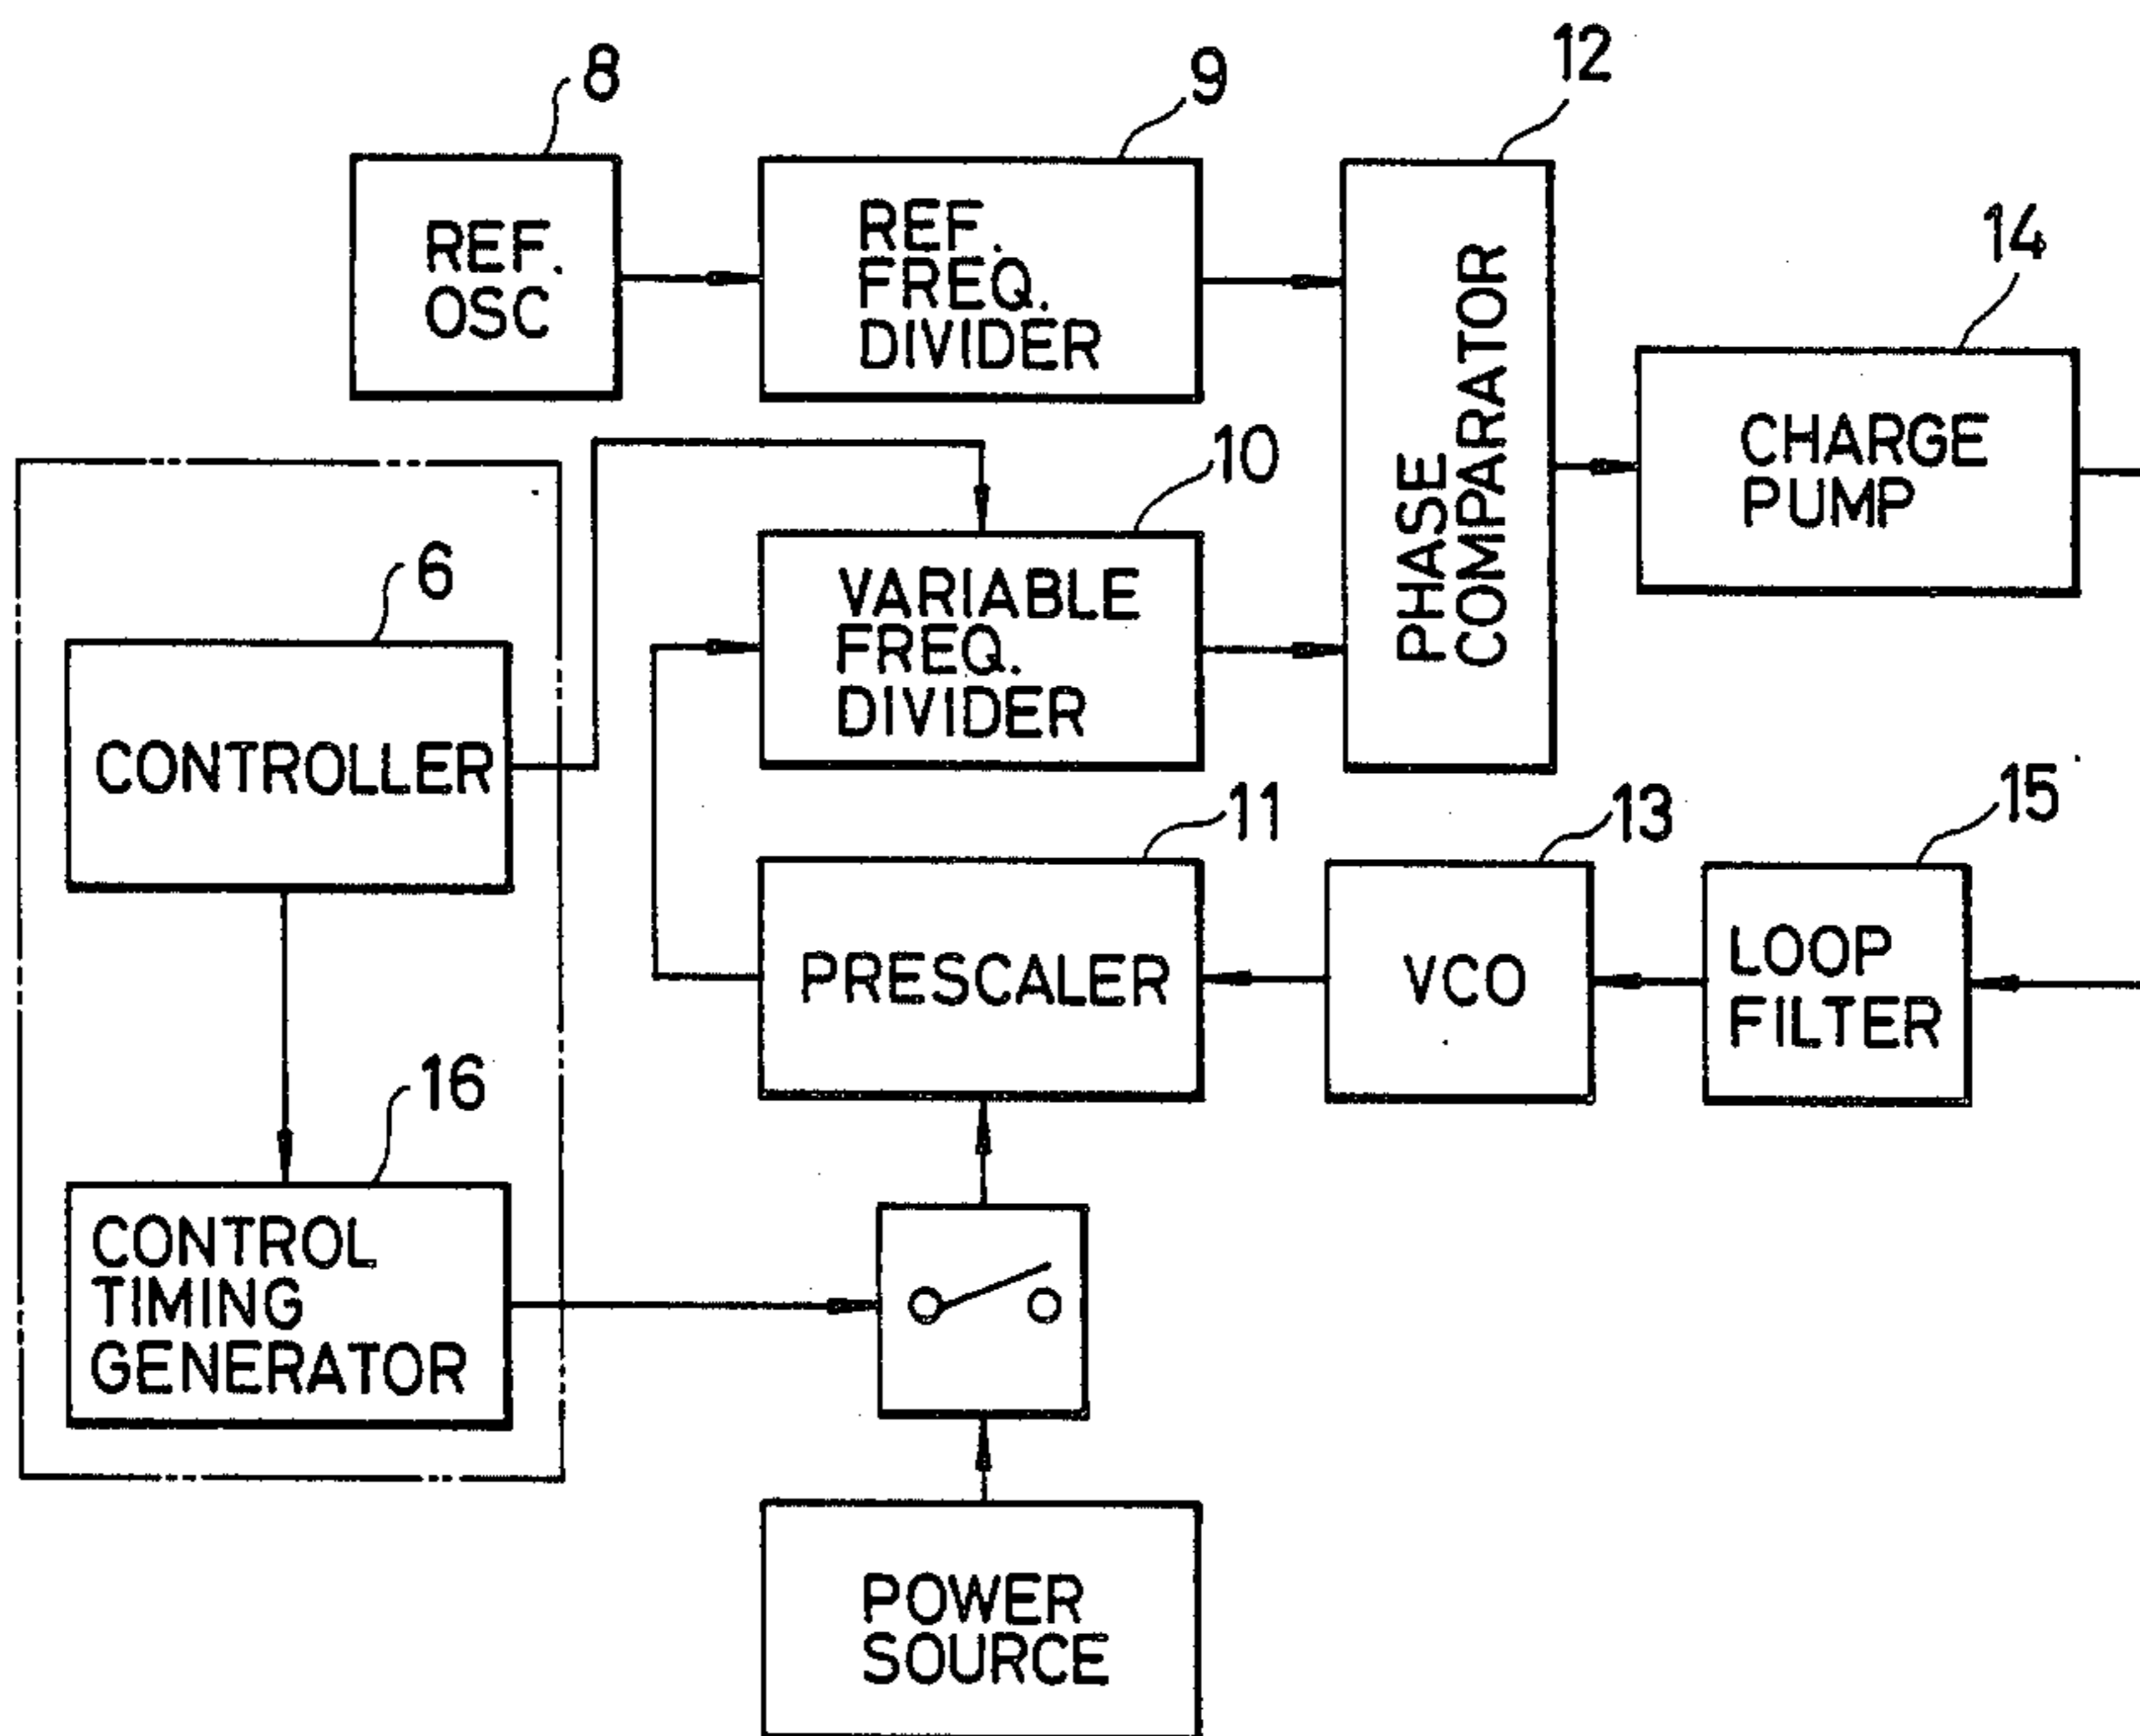 8
9
12
REF.
OSC
REF.
FREQ.
DIVIDER
14
PHASE
COMPARATOR
CHARGE
PUMP
10
6
VARIABLE
FREQ.
DIVIDER
CONTROLLER
11
13
15
PRESCALER
VCO
LOOP
FILTER
16
CONTROL
TIMING
GENERATOR
POWER
SOURCE